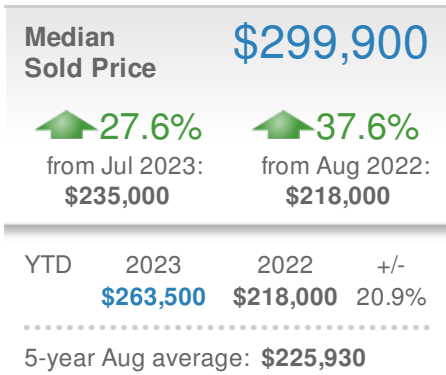 Median
Sold Price
$299,900
27.6%
from Jul 2023:
$235,000
37.6%
from Aug 2022:
$218,000
YTD 2023 2022 +/-
$263,500 $218,000 20.9%
5-year Aug average: $225,930